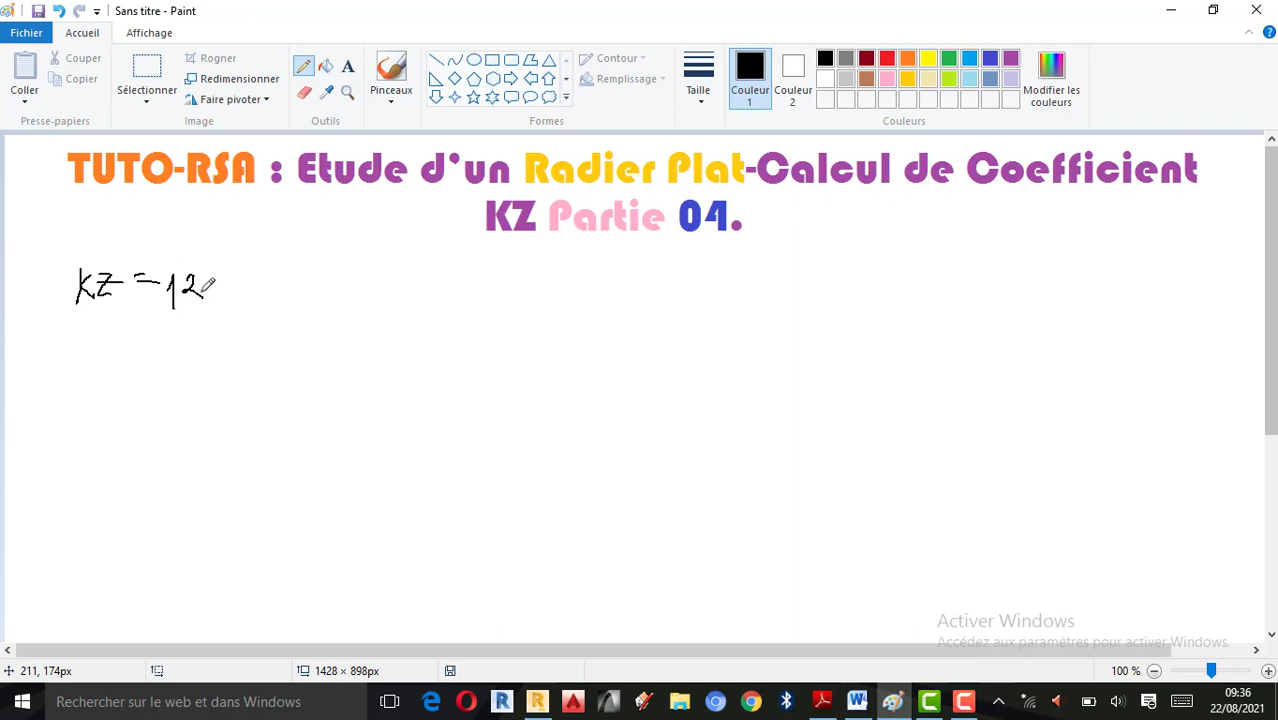 Sans titre - Paint
Fichier Accueil Affichage
Coller
Couper
Copier
Presse-papiers
Sélectionner
Rogner
Redimensionner
Faire pivoter
Image
Outils
Pinceaux
Contour
Remplissage
Formes
Taille
Couleur 1
Couleur 2
Modifier les couleurs
Couleurs
TUTO-RSA : Etude d'un Radier Plat-Calcul de Coefficient
KZ Partie 04.
KZ = 12
Activer Windows
Accédez aux paramètres pour activer Windows.
211, 174px
1428 × 898px
100 %
Rechercher sur le web et dans Windows
09:36
22/08/2021